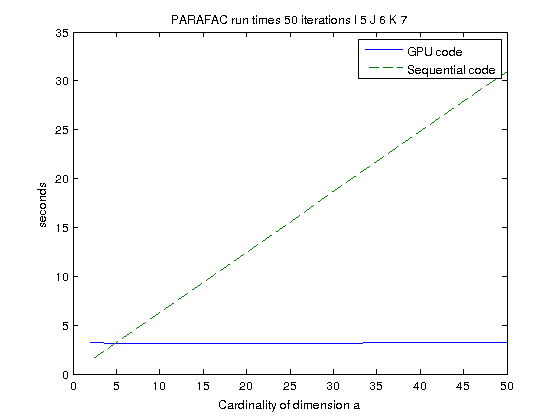 PARAFAC run times 50 iterations I 5 J 6 K 7
35
30
25
20
15
10
5
0
seconds
GPU code
Sequential code
0 5 10 15 20 25 30 35 40 45 50
Cardinality of dimension a